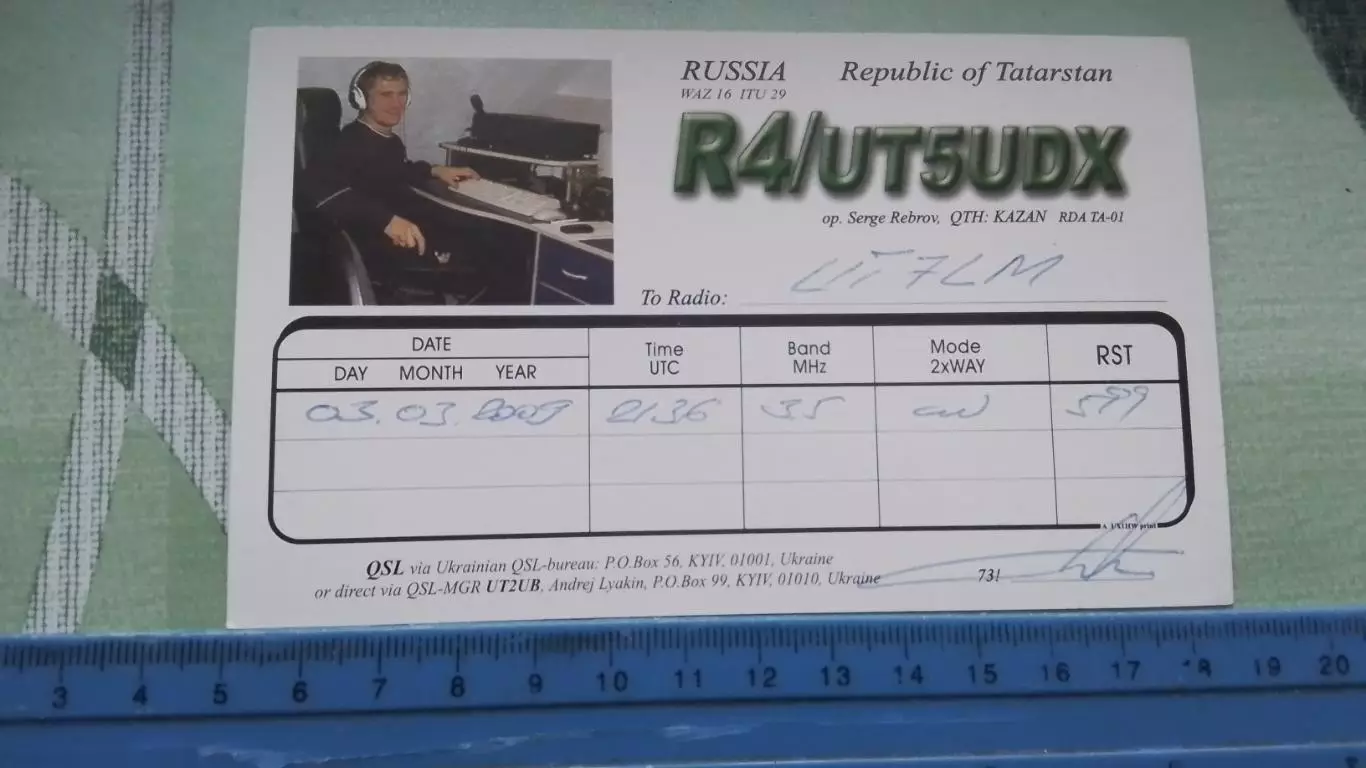 RUSSIA Republic of Tatarstan
WAZ 16 ITU 29
R4/UT5UDX
op. Serge Rebrov, QTH: KAZAN RDA TA-01
To Radio: UT7LM
DATE
DAY MONTH YEAR
Time UTC
Band MHz
Mode 2xWAY
RST
03. 03. 2009 2136 35 cw 599
A UX1HW print
QSL via Ukrainian QSL-bureau: P.O.Box 56, KYIV, 01001, Ukraine
or direct via QSL-MGR UT2UB, Andrej Lyakin, P.O.Box 99, KYIV, 01010, Ukraine 73!
3 4 5 6 7 8 9 10 11 12 13 14 15 16 17 18 19 20